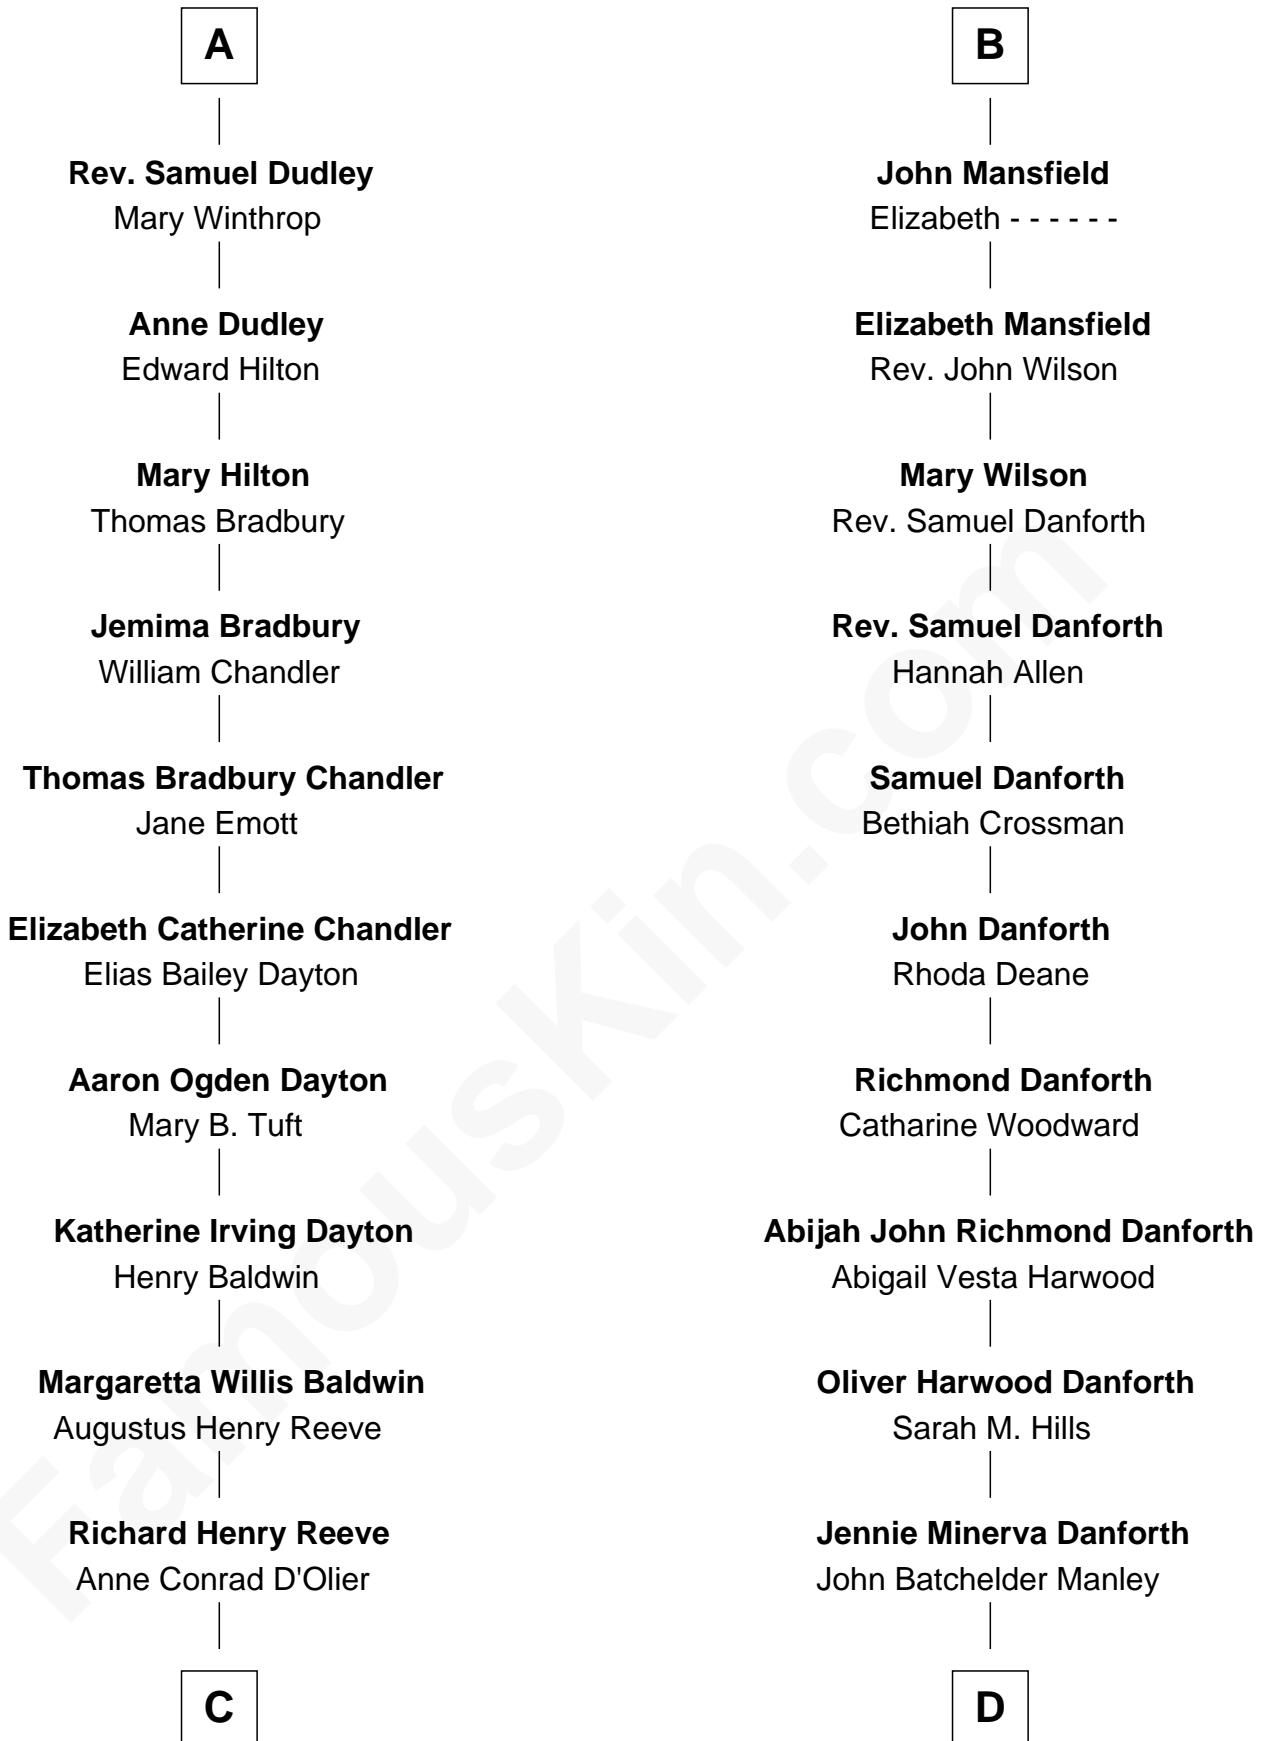 A
Rev. Samuel Dudley
Mary Winthrop
Anne Dudley
Edward Hilton
Mary Hilton
Thomas Bradbury
Jemima Bradbury
William Chandler
Thomas Bradbury Chandler
Jane Emott
Elizabeth Catherine Chandler
Elias Bailey Dayton
Aaron Ogden Dayton
Mary B. Tuft
Katherine Irving Dayton
Henry Baldwin
Margaretta Willis Baldwin
Augustus Henry Reeve
Richard Henry Reeve
Anne Conrad D'Olier
C
B
John Mansfield
Elizabeth - - - - - -
Elizabeth Mansfield
Rev. John Wilson
Mary Wilson
Rev. Samuel Danforth
Rev. Samuel Danforth
Hannah Allen
Samuel Danforth
Bethiah Crossman
John Danforth
Rhoda Deane
Richmond Danforth
Catharine Woodward
Abijah John Richmond Danforth
Abigail Vesta Harwood
Oliver Harwood Danforth
Sarah M. Hills
Jennie Minerva Danforth
John Batchelder Manley
D
FamousKin.com